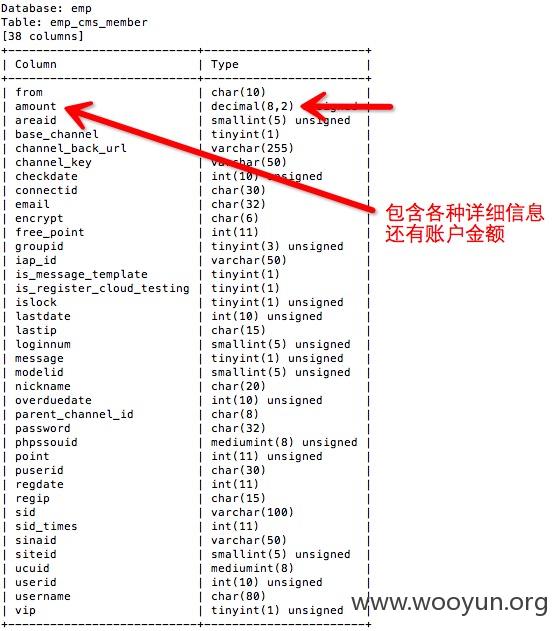 Database: emp
Table: emp_cms_member
[38 columns]
+---------------------------+---------------------+
| Column | Type |
+---------------------------+---------------------+
| from | char(10) |
| amount | decimal(8,2) |
| areaid | smallint(5) unsigned |
| base_channel | tinyint(1) |
| channel_back_url | varchar(255) |
| channel_key | varchar(50) |
| checkdate | int(10) unsigned |
| connectid | char(30) |
| email | char(32) |
| encrypt | char(6) |
| free_point | int(11) |
| groupid | tinyint(3) unsigned |
| iap_id | varchar(50) |
| is_message_template | tinyint(1) |
| is_register_cloud_testing | tinyint(1) |
| islock | tinyint(1) unsigned |
| lastdate | int(10) unsigned |
| lastip | char(15) |
| loginnum | smallint(5) unsigned |
| message | tinyint(1) unsigned |
| modelid | smallint(5) unsigned |
| nickname | char(20) |
| overduedate | int(10) unsigned |
| parent_channel_id | char(8) |
| password | char(32) |
| phpssouid | mediumint(8) unsigned |
| point | int(11) unsigned |
| puserid | char(30) |
| regdate | int(11) |
| regip | char(15) |
| sid | varchar(100) |
| sid_times | int(11) |
| sinaid | varchar(50) |
| siteid | smallint(5) unsigned |
| ucuid | mediumint(8) |
| userid | int(10) unsigned |
| username | char(80) |
| vip | tinyint(1) unsigned |
+---------------------------+---------------------+
包含各种详细信息
还有账户金额
www.wooyun.org